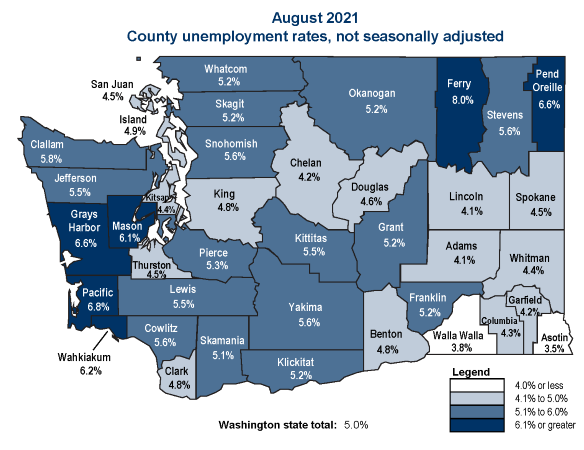 August 2021
County unemployment rates, not seasonally adjusted
Whatcom
5.2%
San Juan
4.5%
Skagit
5.2%
Island
4.9%
Okanogan
5.2%
Ferry
8.0%
Stevens
5.6%
Pend
Oreille
6.6%
Clallam
5.8%
Snohomish
5.6%
Chelan
4.2%
Jefferson
5.5%
Kitsap
4.4%
King
4.8%
Douglas
4.6%
Lincoln
4.1%
Spokane
4.5%
Grays
Harbor
6.6%
Mason
6.1%
Kittitas
5.5%
Grant
5.2%
Pierce
5.3%
Thurston
4.5%
Adams
4.1%
Whitman
4.4%
Pacific
6.8%
Lewis
5.5%
Yakima
5.6%
Franklin
5.2%
Garfield
4.2%
Columbia
4.3%
Wahkiakum
6.2%
Cowlitz
5.6%
Skamania
5.1%
Benton
4.8%
Walla Walla
3.8%
Asotin
3.5%
Clark
4.8%
Klickitat
5.2%
Legend
4.0% or less
4.1% to 5.0%
5.1% to 6.0%
6.1% or greater
Washington state total: 5.0%